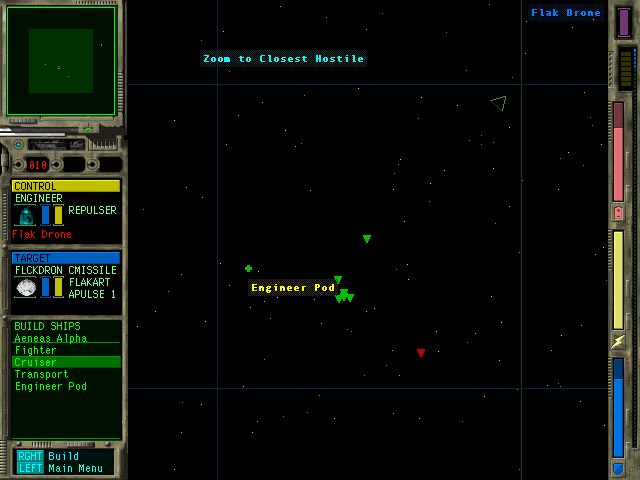 Flak Drone
Zoom to Closest Hostile
010
CONTROL
ENGINEER
REPULSER
Flak Drone
TARGET
FLCKDRON CMISSILE
FLAKART
APULSE 1
Engineer Pod
BUILD SHIPS
Aeneas Alpha
Fighter
Cruiser
Transport
Engineer Pod
RGHT Build
LEFT Main Menu